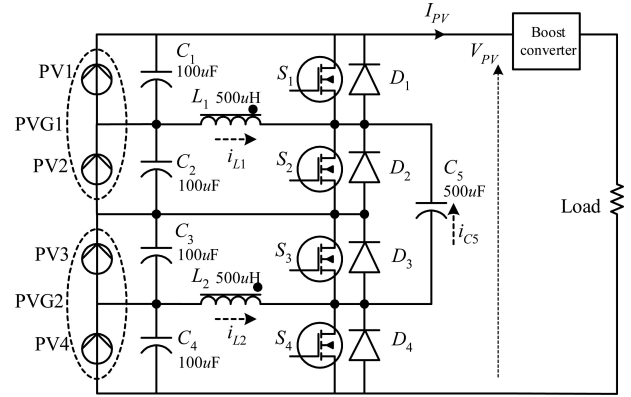 I_PV
Boost
converter
V_PV
PV1
C_1
100uF
S_1
D_1
L_1 500uH
PVG1
i_L1
PV2
C_2
100uF
S_2
D_2
C_5
500uF
Load
i_C5
PV3
C_3
100uF
S_3
D_3
L_2 500uH
PVG2
i_L2
PV4
C_4
100uF
S_4
D_4